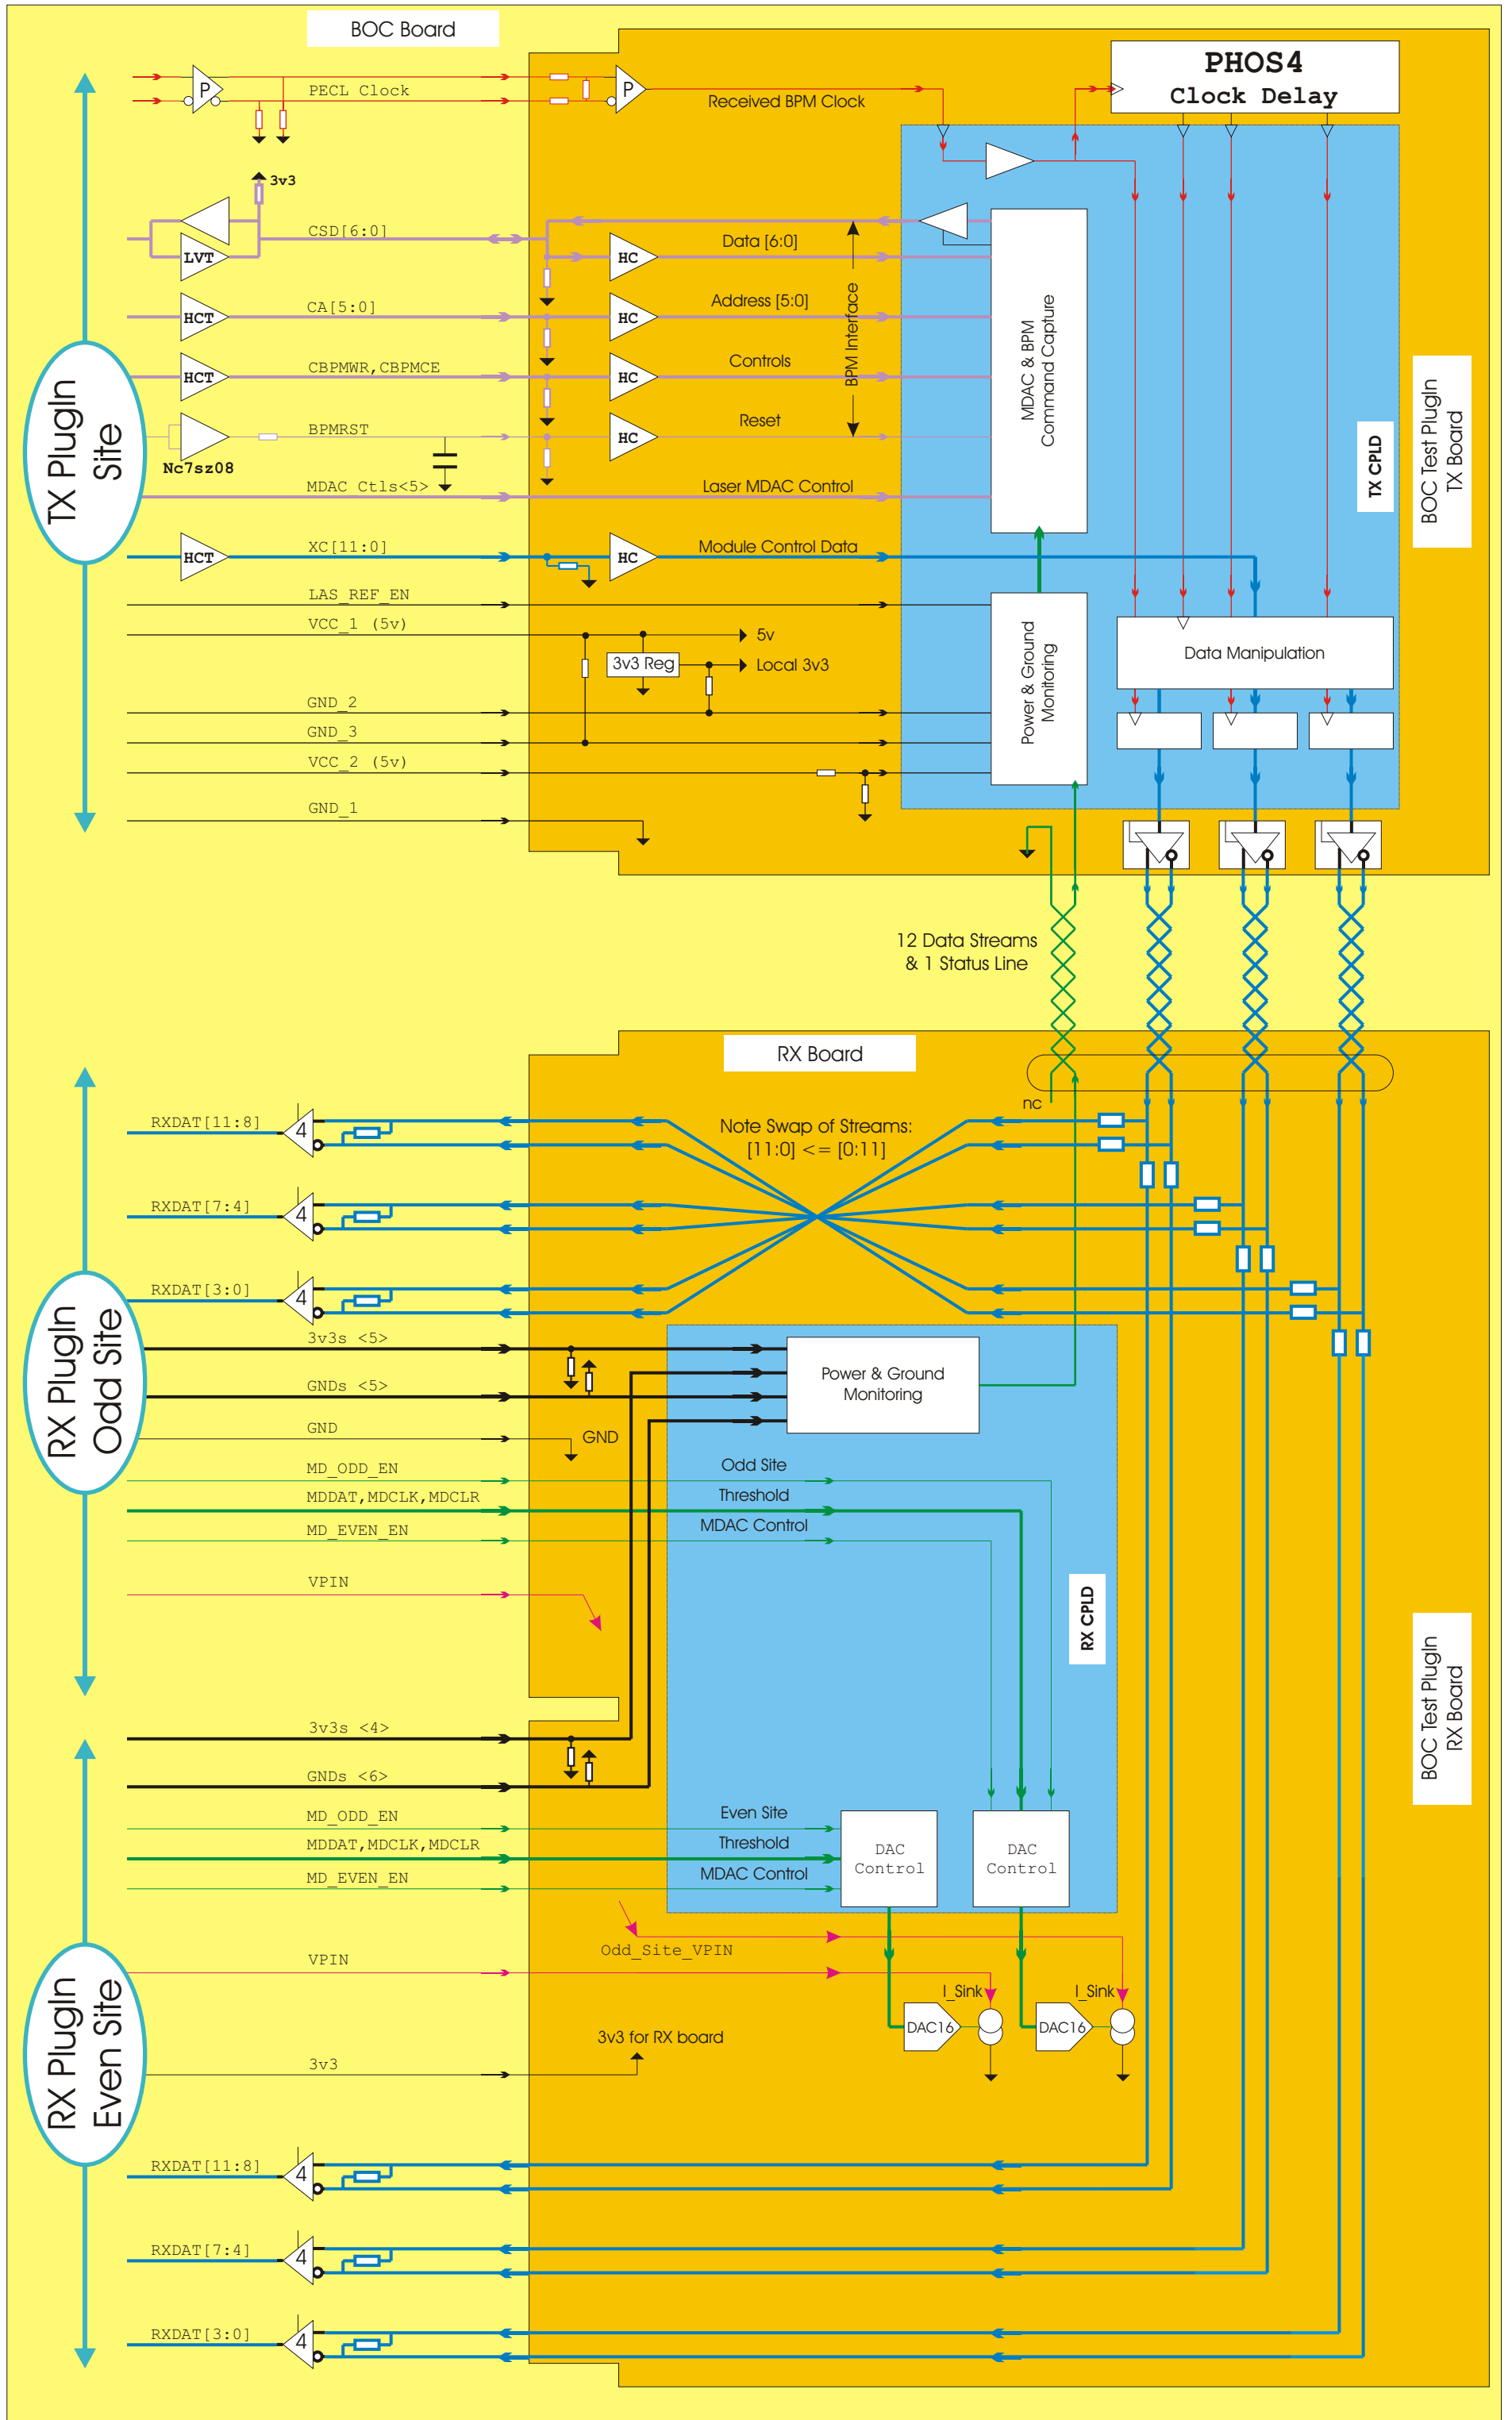 BOC Board
PHOS4
Clock Delay
P
PECL Clock
P
Received BPM Clock
3v3
CSD[6:0]
LVT
Data [6:0]
HC
CA[5:0]
HCT
Address [5:0]
HC
CBPMWR,CBPMCE
HCT
Controls
HC
BPMRST
Nc7sz08
Reset
HC
BPM Interface
MDAC & BPM
Command Capture
MDAC Ctls<5>
Laser MDAC Control
XC[11:0]
HCT
HC
Module Control Data
TX PlugIn
Site
TX CPLD
BOC Test PlugIn
TX Board
LAS_REF_EN
VCC_1 (5v)
5v
3v3 Reg
Local 3v3
Power & Ground
Monitoring
Data Manipulation
GND_2
GND_3
VCC_2 (5v)
GND_1
12 Data Streams
& 1 Status Line
RX Board
nc
RXDAT[11:8]
4
Note Swap of Streams:
[11:0] <= [0:11]
RXDAT[7:4]
4
RXDAT[3:0]
4
RX PlugIn
Odd Site
3v3s <5>
Power & Ground
Monitoring
GNDs <5>
GND
GND
MD_ODD_EN
Odd Site
MDDAT,MDCLK,MDCLR
Threshold
MD_EVEN_EN
MDAC Control
VPIN
RX CPLD
BOC Test PlugIn
RX Board
3v3s <4>
GNDs <6>
MD_ODD_EN
Even Site
MDDAT,MDCLK,MDCLR
Threshold
MD_EVEN_EN
MDAC Control
DAC
Control
DAC
Control
Odd_Site_VPIN
VPIN
I_Sink
I_Sink
DAC16
DAC16
RX PlugIn
Even Site
3v3 for RX board
3v3
RXDAT[11:8]
4
RXDAT[7:4]
4
RXDAT[3:0]
4